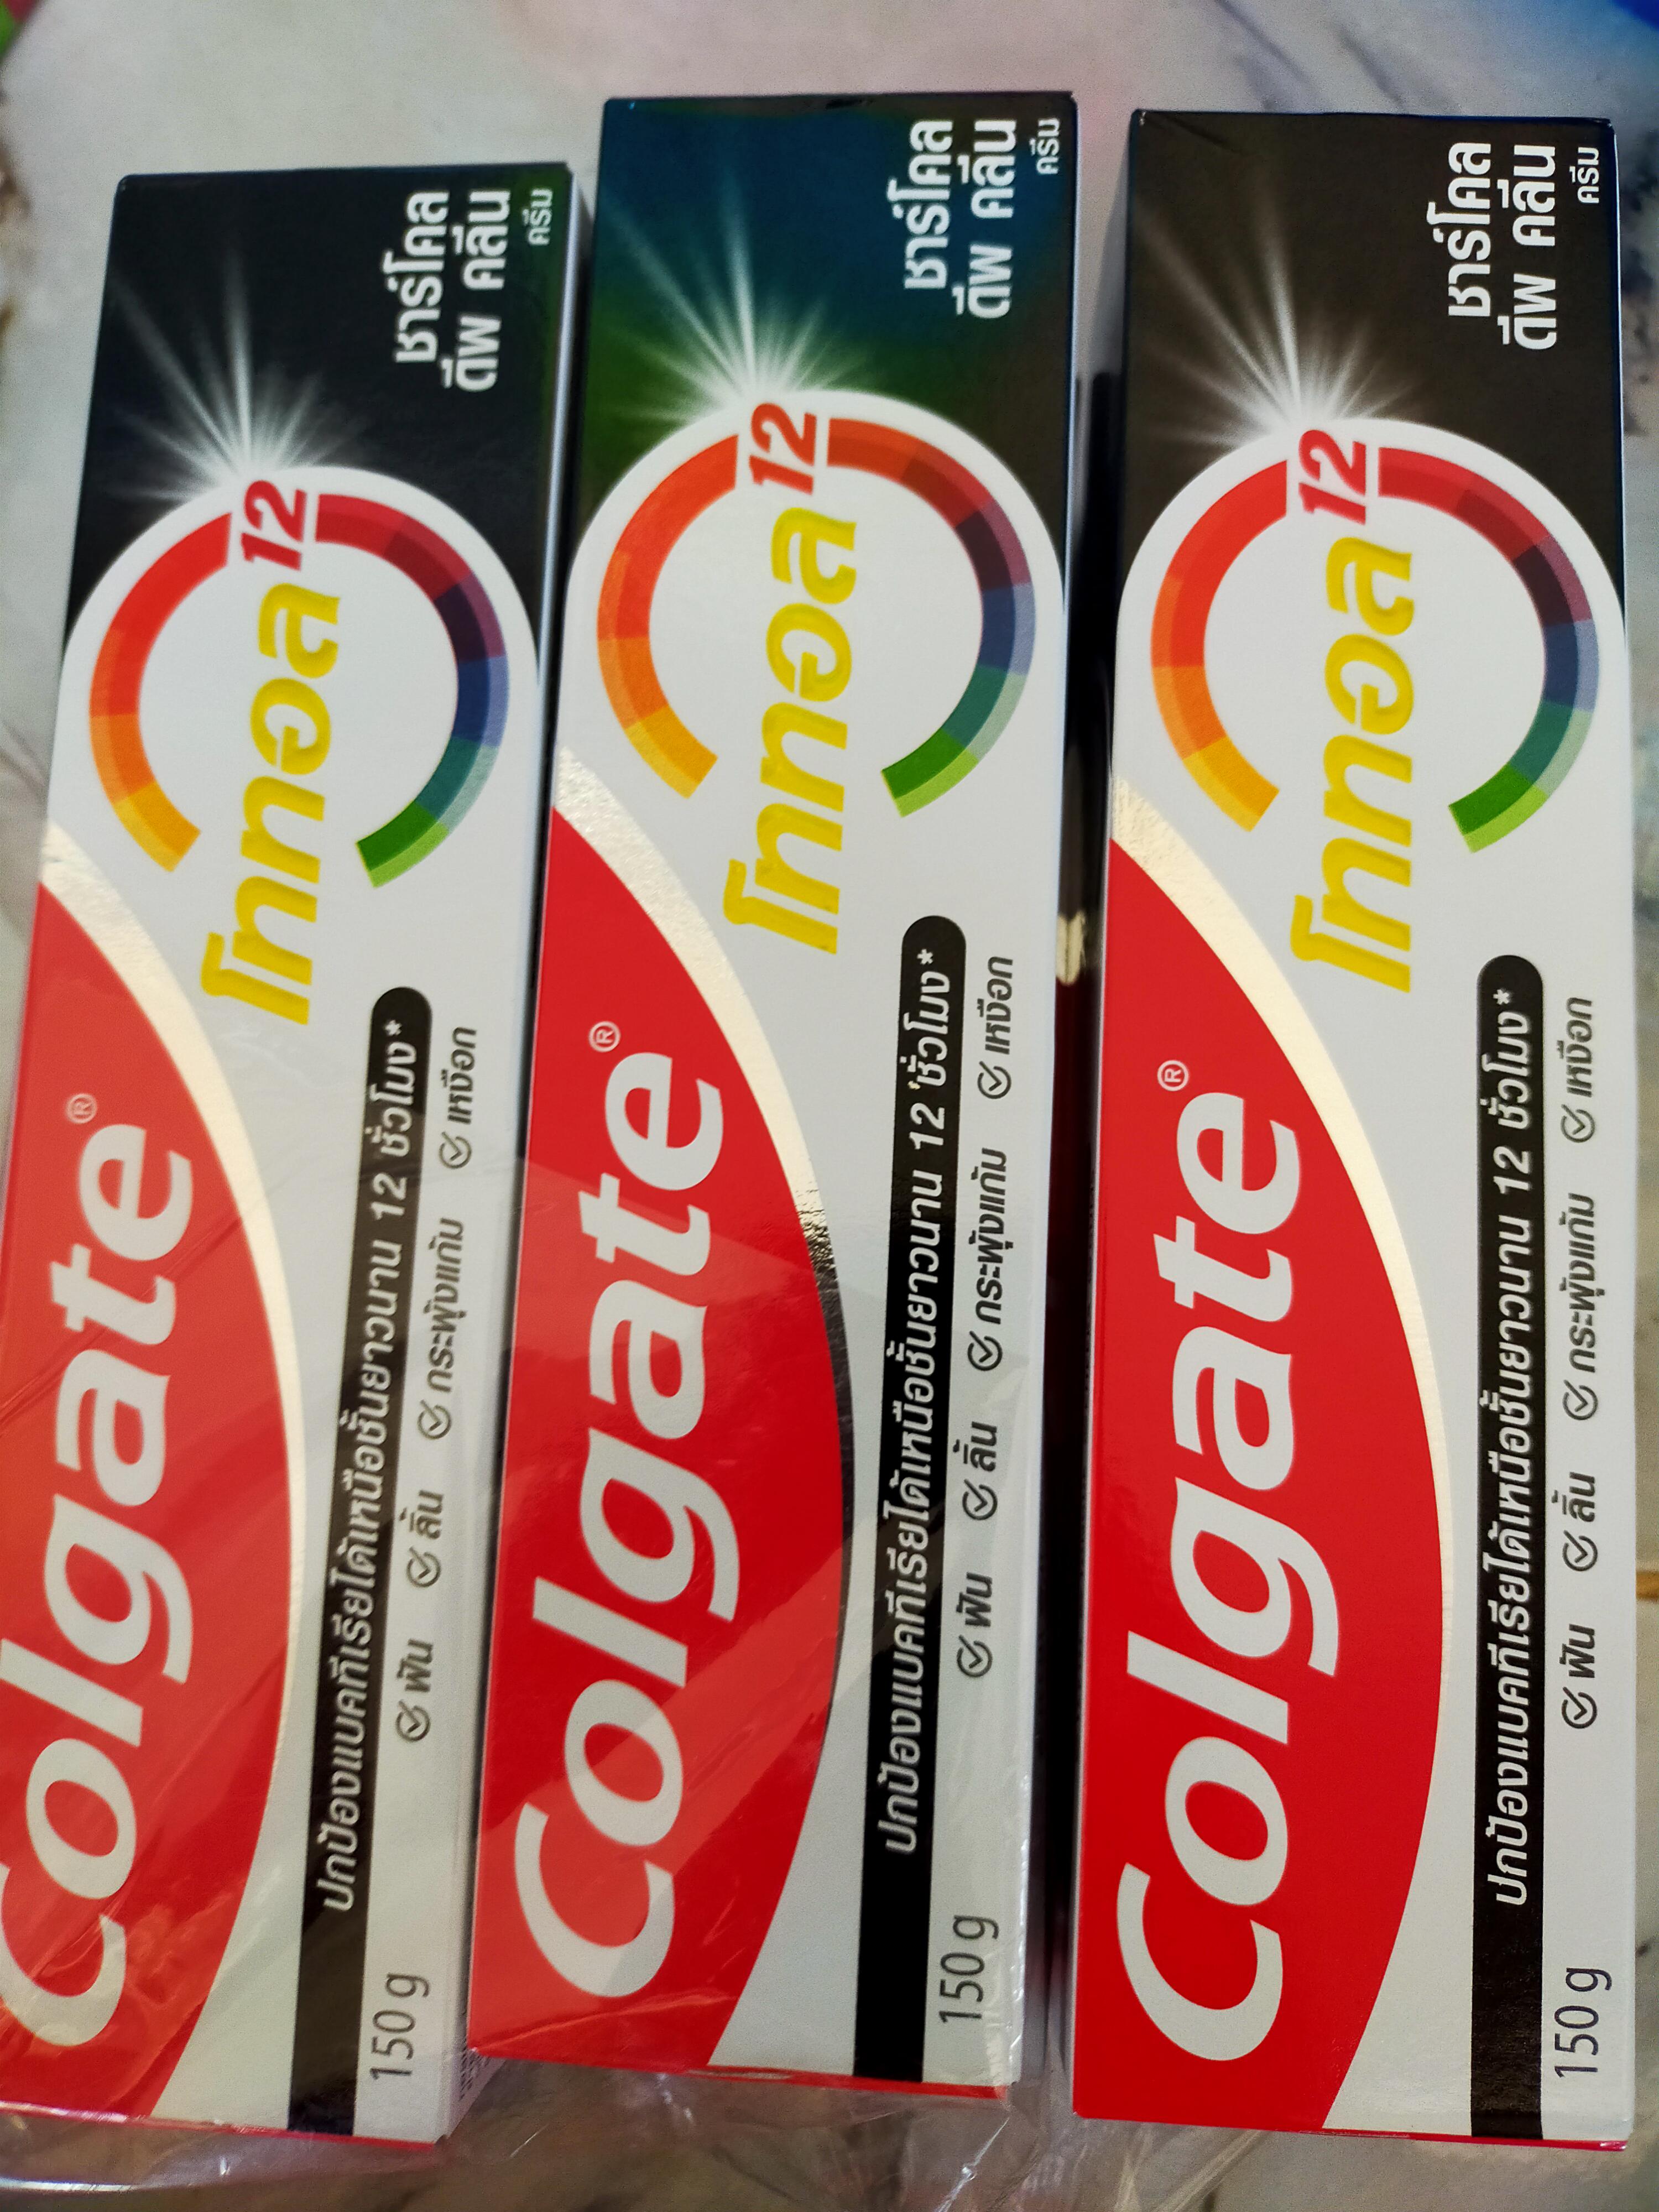 Colgate®
โททอล 12
ชาร์โคล
ดีพ คลีน
ครีม
ปกป้องแบคทีเรียได้เหนือชั้นยาวนาน 12 ชั่วโมง*
ฟัน ลิ้น กระพุ้งแก้ม เหงือก
150 g
Colgate®
โททอล 12
ชาร์โคล
ดีพ คลีน
ครีม
ปกป้องแบคทีเรียได้เหนือชั้นยาวนาน 12 ชั่วโมง*
ฟัน ลิ้น กระพุ้งแก้ม เหงือก
150 g
Colgate®
โททอล 12
ชาร์โคล
ดีพ คลีน
ครีม
ปกป้องแบคทีเรียได้เหนือชั้นยาวนาน 12 ชั่วโมง*
ฟัน ลิ้น กระพุ้งแก้ม เหงือก
150 g